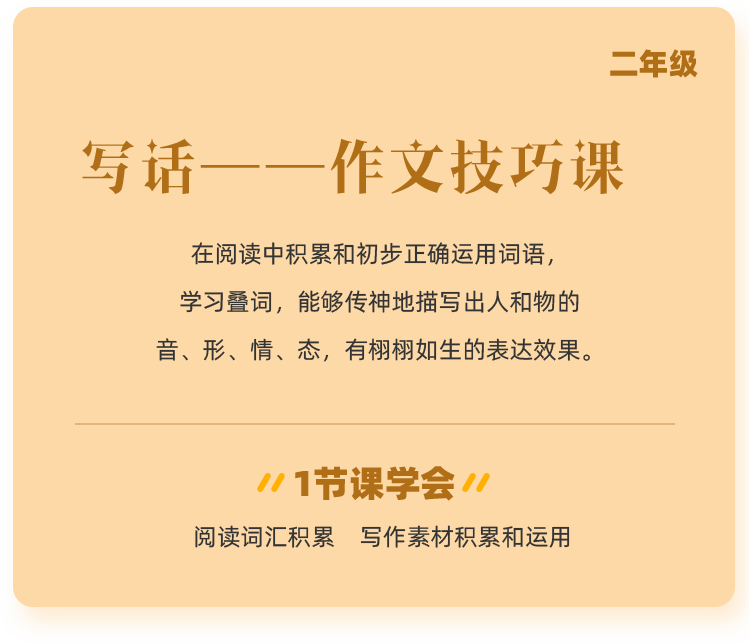 二年级
写话——作文技巧课
在阅读中积累和初步正确运用词语，
学习叠词，能够传神地描写出人和物的
音、形、情、态，有栩栩如生的表达效果。
1节课学会
阅读词汇积累 写作素材积累和运用